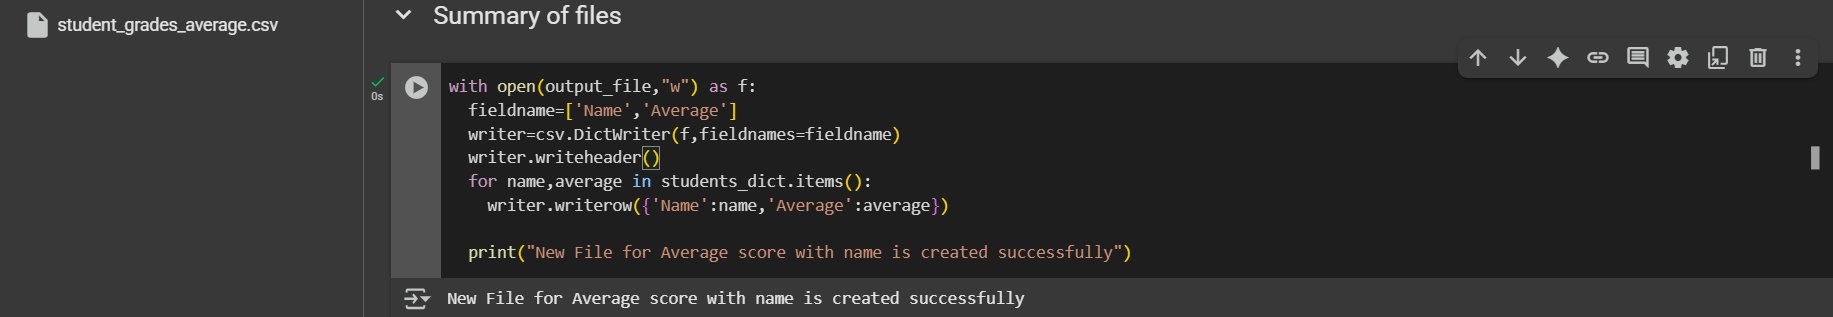 student_grades_average.csv
Summary of files
0s
with open(output_file,"w") as f:
  fieldname=['Name','Average']
  writer=csv.DictWriter(f,fieldnames=fieldname)
  writer.writeheader()
  for name,average in students_dict.items():
    writer.writerow({'Name':name,'Average':average})
  print("New File for Average score with name is created successfully")
New File for Average score with name is created successfully